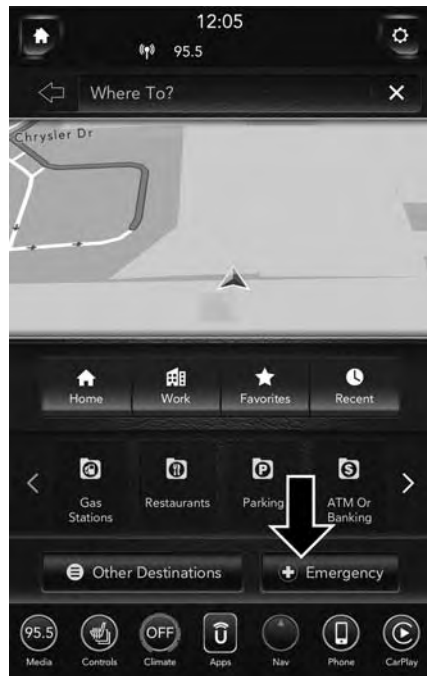 12:05
95.5
Where To?
Chrysler Dr
Home
Work
Favorites
Recent
Gas
Stations
Restaurants
Parking
ATM Or
Banking
Other Destinations
Emergency
95.5
OFF
Media
Controls
Climate
Apps
Nav
Phone
CarPlay